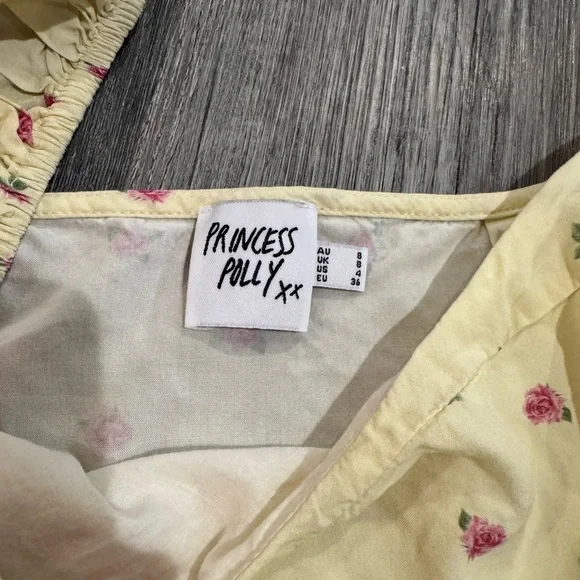 PRINCESS
POLLY xx
AU 8
UK 8
US 4
EU 36